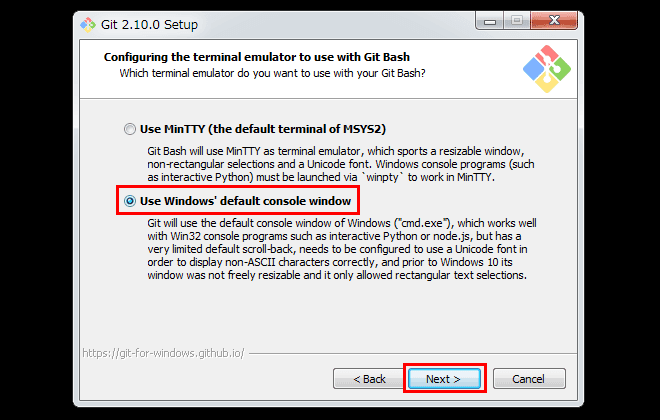 Git 2.10.0 Setup
Configuring the terminal emulator to use with Git Bash
Which terminal emulator do you want to use with your Git Bash?
Use MinTTY (the default terminal of MSYS2)
Git Bash will use MinTTY as terminal emulator, which sports a resizable window,
non-rectangular selections and a Unicode font. Windows console programs (such
as interactive Python) must be launched via `winpty` to work in MinTTY.
Use Windows' default console window
Git will use the default console window of Windows ("cmd.exe"), which works well
with Win32 console programs such as interactive Python or node.js, but has a
very limited default scroll-back, needs to be configured to use a Unicode font in
order to display non-ASCII characters correctly, and prior to Windows 10 its
window was not freely resizable and it only allowed rectangular text selections.
https://git-for-windows.github.io/
< Back
Next >
Cancel